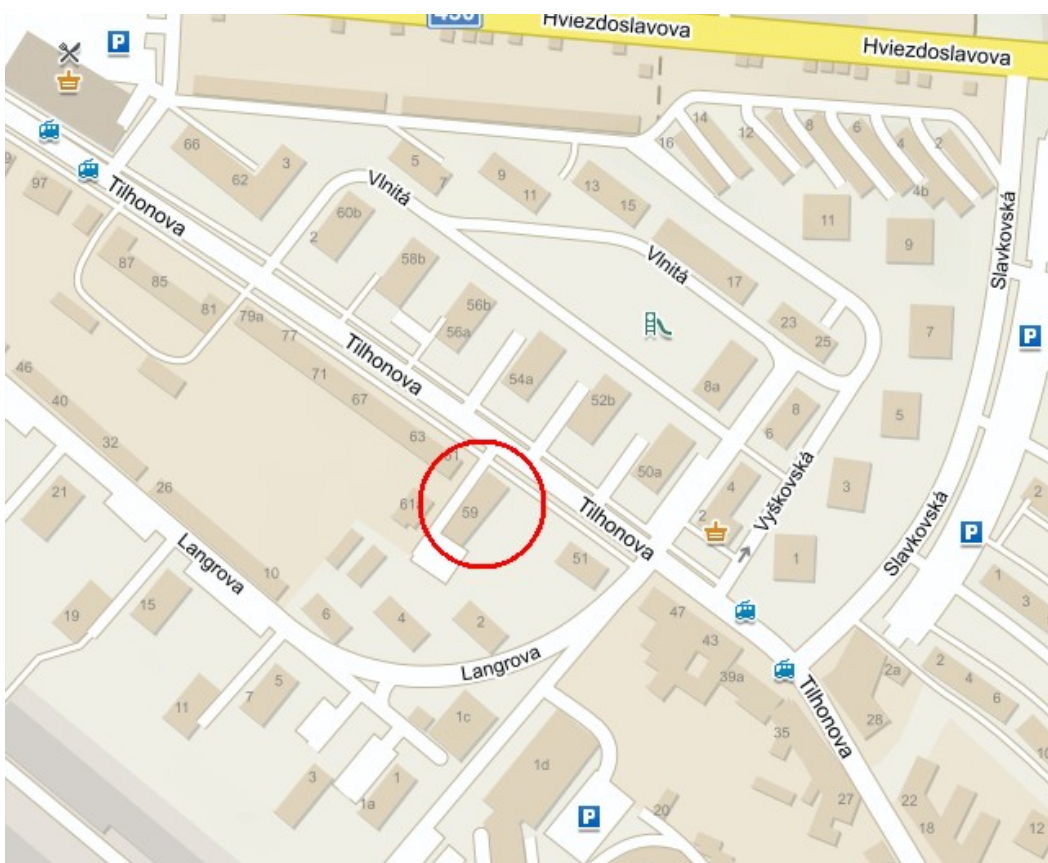 430
Hviezdoslavova
Hviezdoslavova
P
14
12
8
6
4
2
16
66
3
5
7
9
11
13
15
62
4b
97
Tilhonova
Vlnitá
60b
2
11
9
Slavkovská
58b
Vlnitá
17
87
85
81
79a
56b
56a
23
25
7
P
77
Tilhonova
71
54a
8a
46
40
67
52b
8
6
5
32
63
61
50a
Vyškovská
26
21
61a
59
Tilhonova
4
2
3
2
Slavkovská
P
Langrova
10
51
1
1
3
19
15
6
4
2
47
43
Langrova
39a
2a
2
4
6
Tilhonova
11
7
5
1c
35
28
10
3
1
1a
1d
20
27
22
18
12
P